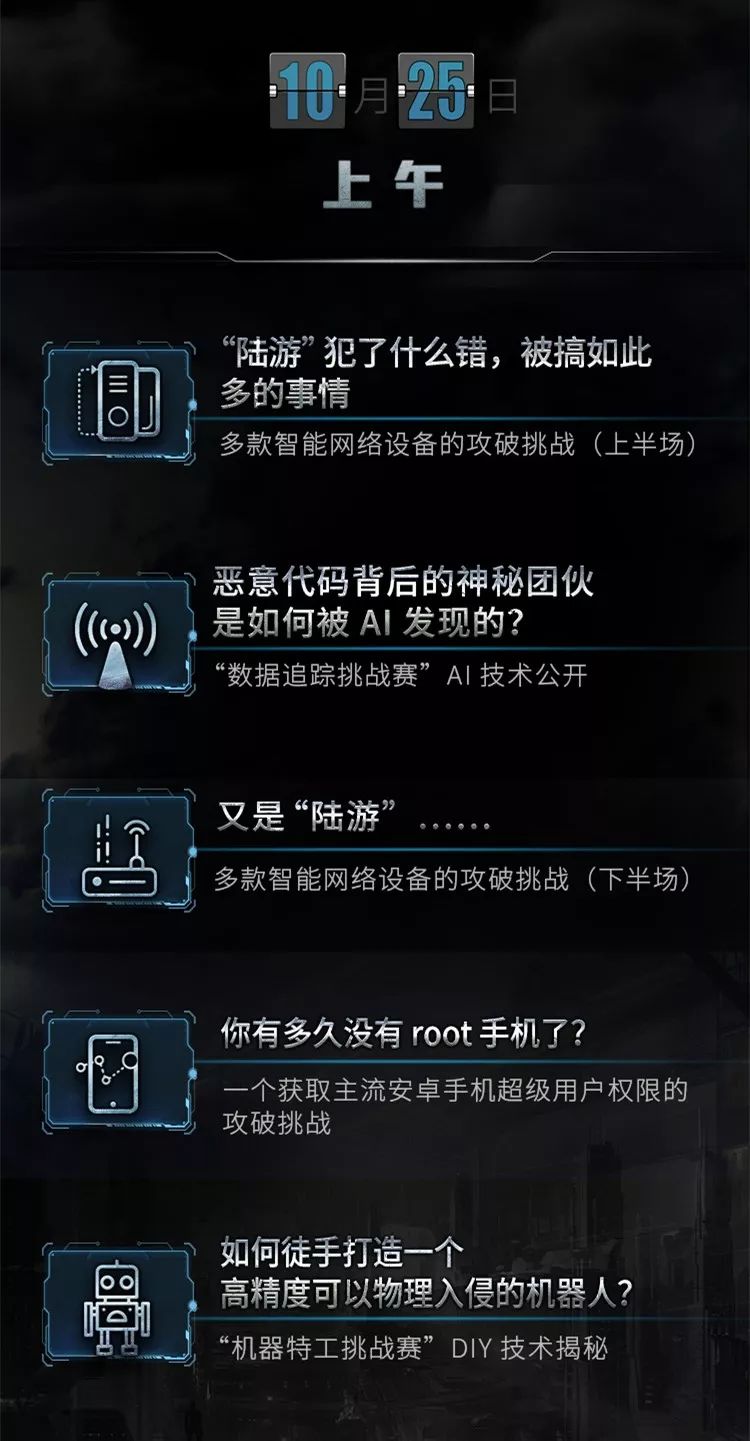 10月25日
上午
“陆游”犯了什么错，被搞如此
多的事情
多款智能网络设备的攻破挑战（上半场）
恶意代码背后的神秘团伙
是如何被 AI 发现的？
“数据追踪挑战赛”AI 技术公开
又是“陆游”……
多款智能网络设备的攻破挑战（下半场）
你有多久没有 root 手机了？
一个获取主流安卓手机超级用户权限的
攻破挑战
如何徒手打造一个
高精度可以物理入侵的机器人？
“机器特工挑战赛”DIY 技术揭秘